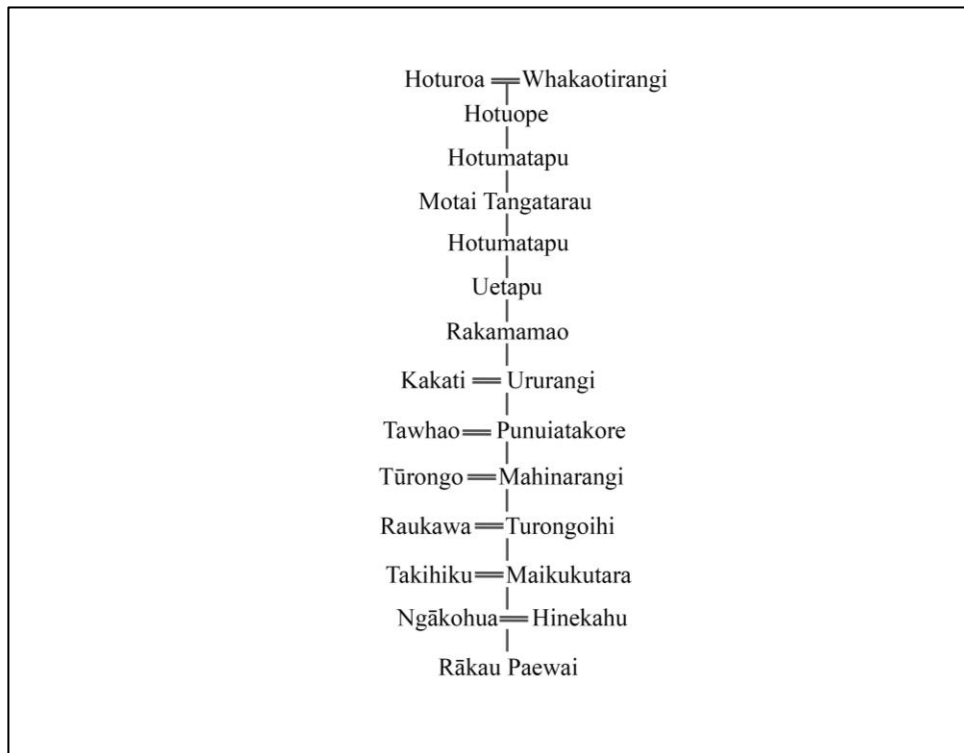 Hoturoa Whakaotirangi
Hotuope
Hotumatapu
Motai Tangatarau
Hotumatapu
Uetapu
Rakamamao
Kakati Ururangi
Tawhao Punuiatakore
Tūrongo Mahinarangi
Raukawa Turongoihi
Takihiku Maikukutara
Ngākohua Hinekahu
Rākau Paewai